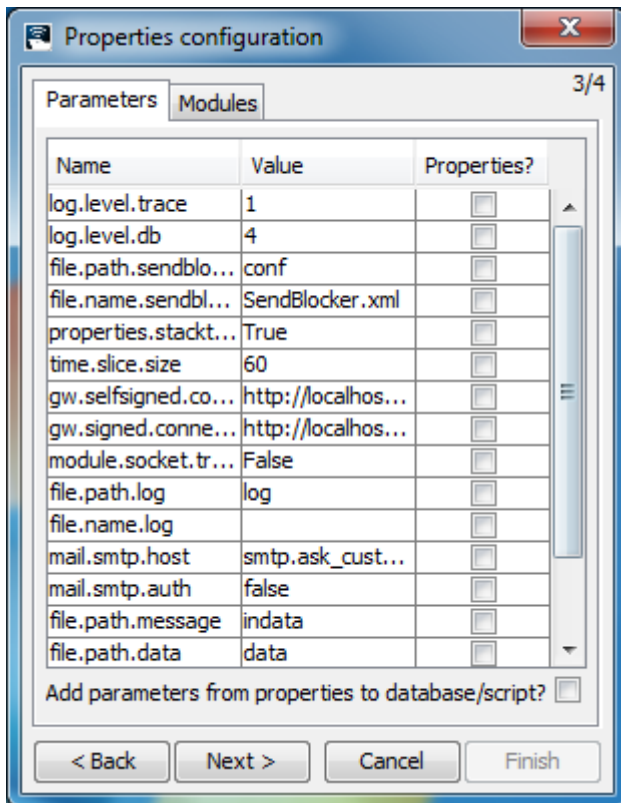 Properties configuration
3/4
Parameters Modules
Name Value Properties?
log.level.trace 1
log.level.db 4
file.path.sendblo... conf
file.name.sendbl... SendBlocker.xml
properties.stackt... True
time.slice.size 60
gw.selfsigned.co... http://localhos...
gw.signed.conne... http://localhos...
module.socket.tr... False
file.path.log log
file.name.log
mail.smtp.host smtp.ask_cust...
mail.smtp.auth false
file.path.message indata
file.path.data data
Add parameters from properties to database/script?
< Back Next > Cancel Finish